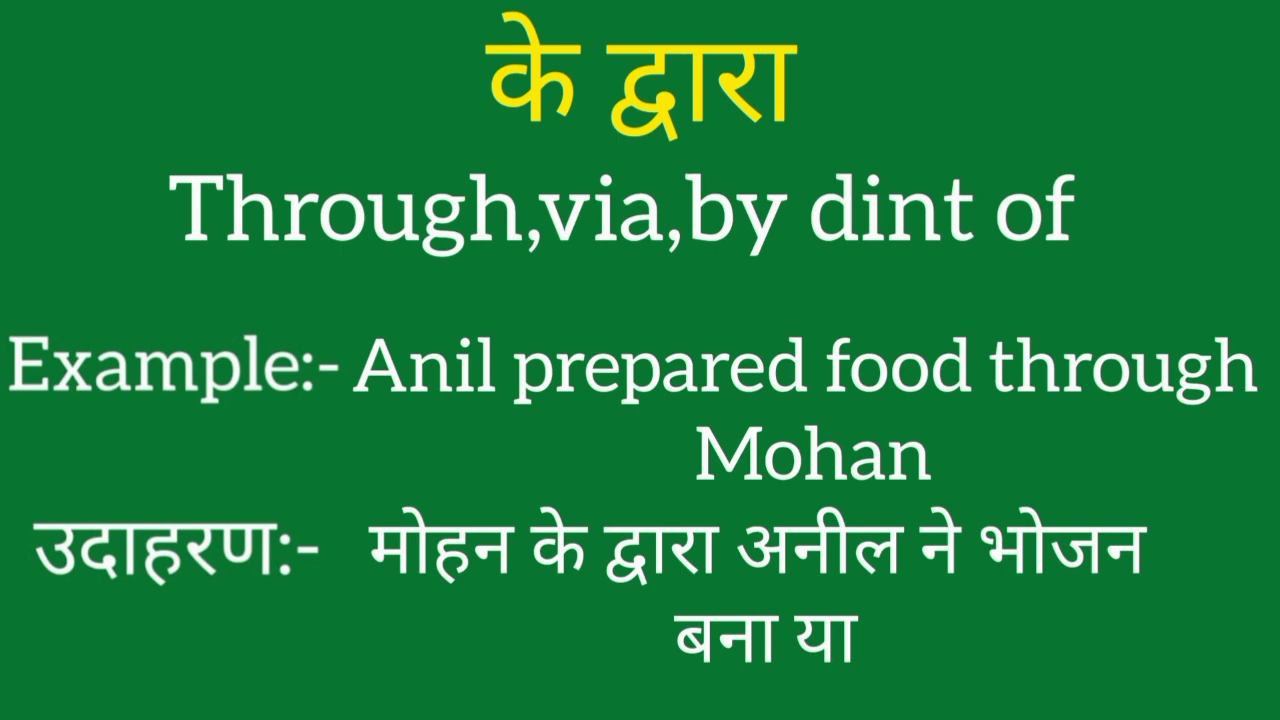 के द्वारा
Through,via,by dint of
Example:- Anil prepared food through
Mohan
उदाहरण:- मोहन के द्वारा अनील ने भोजन
बना या